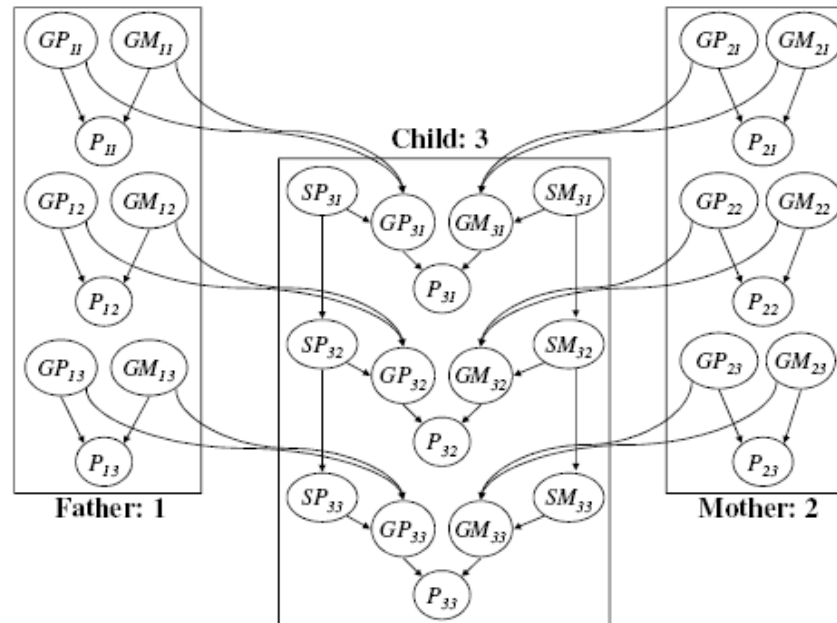 GP11 GM11 GP21 GM21
P11 P21
Child: 3
GP12 GM12 SP31 SM31 GP22 GM22
GP31 GM31
P31
P12 P22
SP32 SM32
GP13 GM13 GP32 GM32 GP23 GM23
P32
P13 P23
SP33 SM33
Father: 1 Mother: 2
GP33 GM33
P33